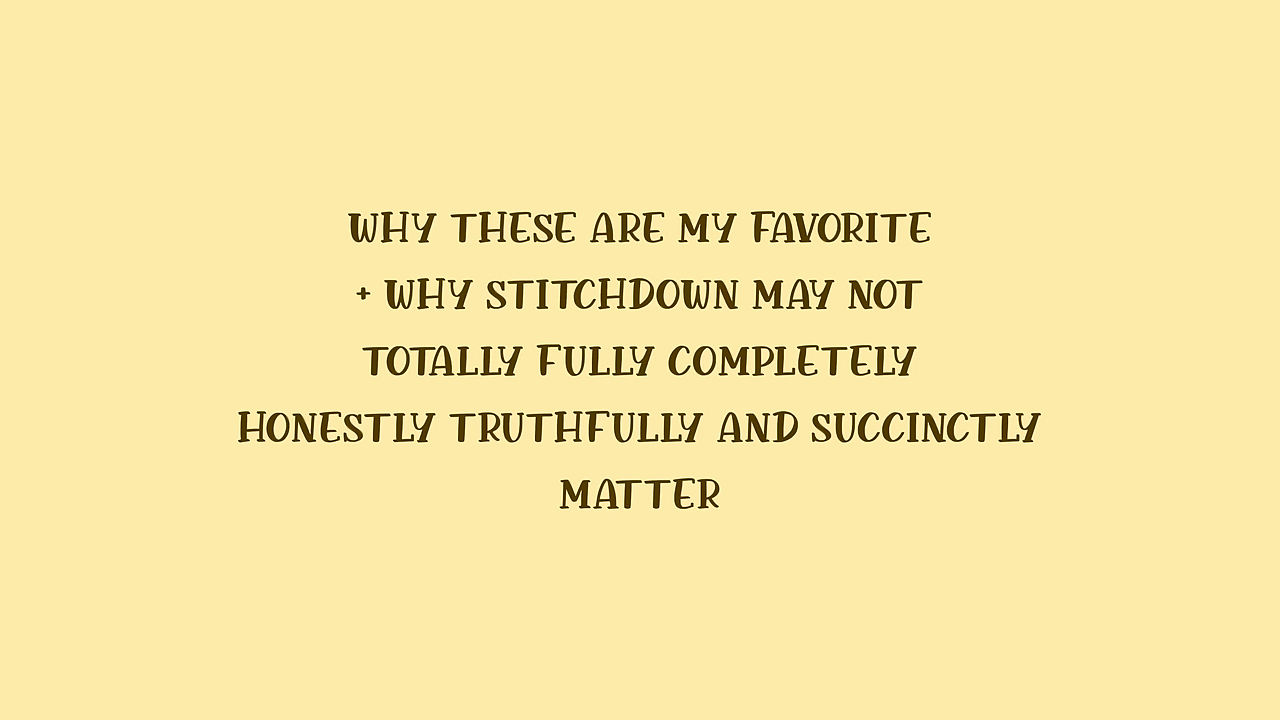 WHY THESE ARE MY FAVORITE
+ WHY STITCHDOWN MAY NOT
TOTALLY FULLY COMPLETELY
HONESTLY TRUTHFULLY AND SUCCINCTLY
MATTER